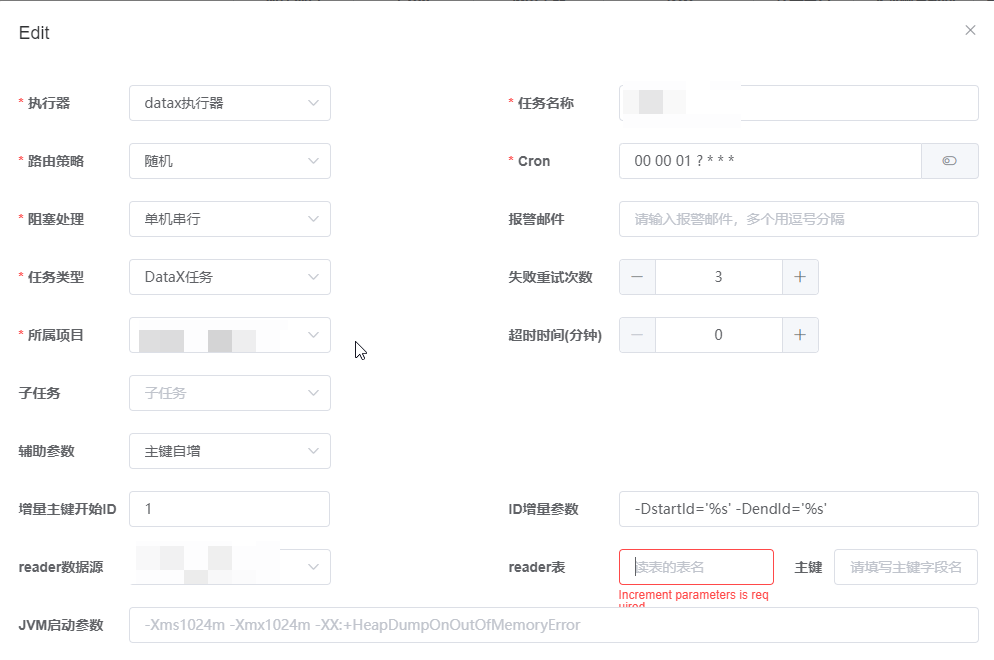 Edit
* 执行器 datax执行器 * 任务名称
* 路由策略 随机 * Cron 00 00 01 ? * * *
* 阻塞处理 单机串行 报警邮件 请输入报警邮件，多个用逗号分隔
* 任务类型 DataX任务 失败重试次数 3
* 所属项目 超时时间(分钟) 0
子任务 子任务
辅助参数 主键自增
增量主键开始ID 1 ID增量参数 -DstartId='%s' -DendId='%s'
reader数据源 reader表 读表的表名 主键 请填写主键字段名
Increment parameters is req
uired
JVM启动参数 -Xms1024m -Xmx1024m -XX:+HeapDumpOnOutOfMemoryError